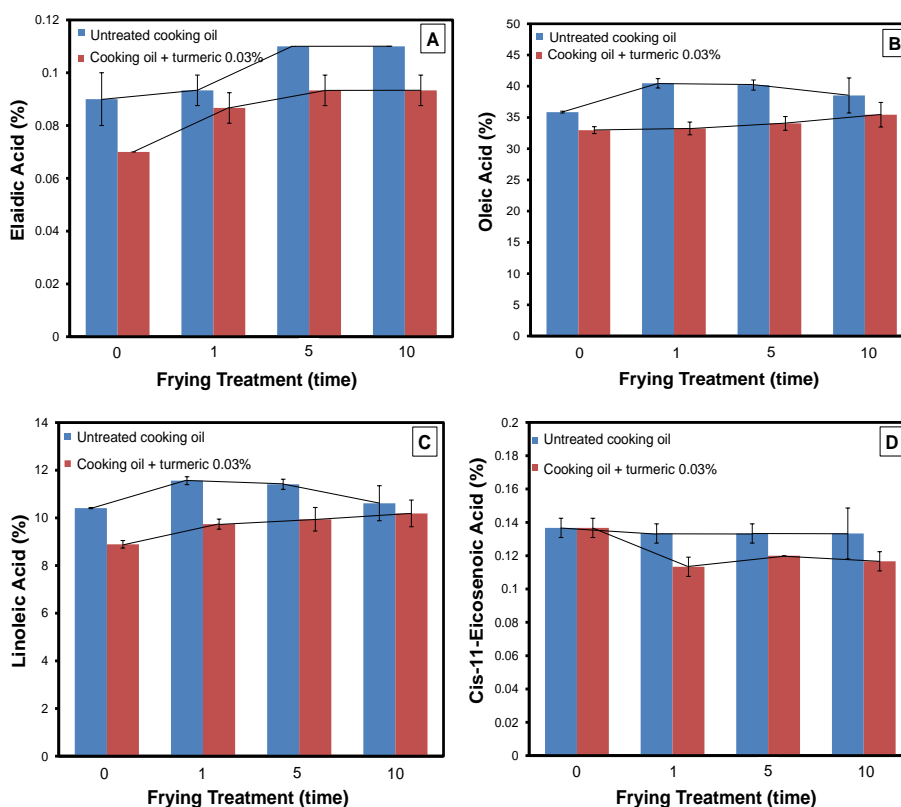 0.12
0.1
0.08
0.06
0.04
0.02
0
Elaidic Acid (%)
Untreated cooking oil
Cooking oil + turmeric 0.03%
A
0 1 5 10
Frying Treatment (time)
50
45
40
35
30
25
20
15
10
5
0
Oleic Acid (%)
Untreated cooking oil
Cooking oil + turmeric 0.03%
B
0 1 5 10
Frying Treatment (time)
14
12
10
8
6
4
2
0
Linoleic Acid (%)
Untreated cooking oil
Cooking oil + turmeric 0.03%
C
0 1 5 10
Frying Treatment (time)
0.2
0.18
0.16
0.14
0.12
0.1
0.08
0.06
0.04
0.02
0
Cis-11-Eicosenoic Acid (%)
Untreated cooking oil
Cooking oil + turmeric 0.03%
D
0 1 5 10
Frying Treatment (time)